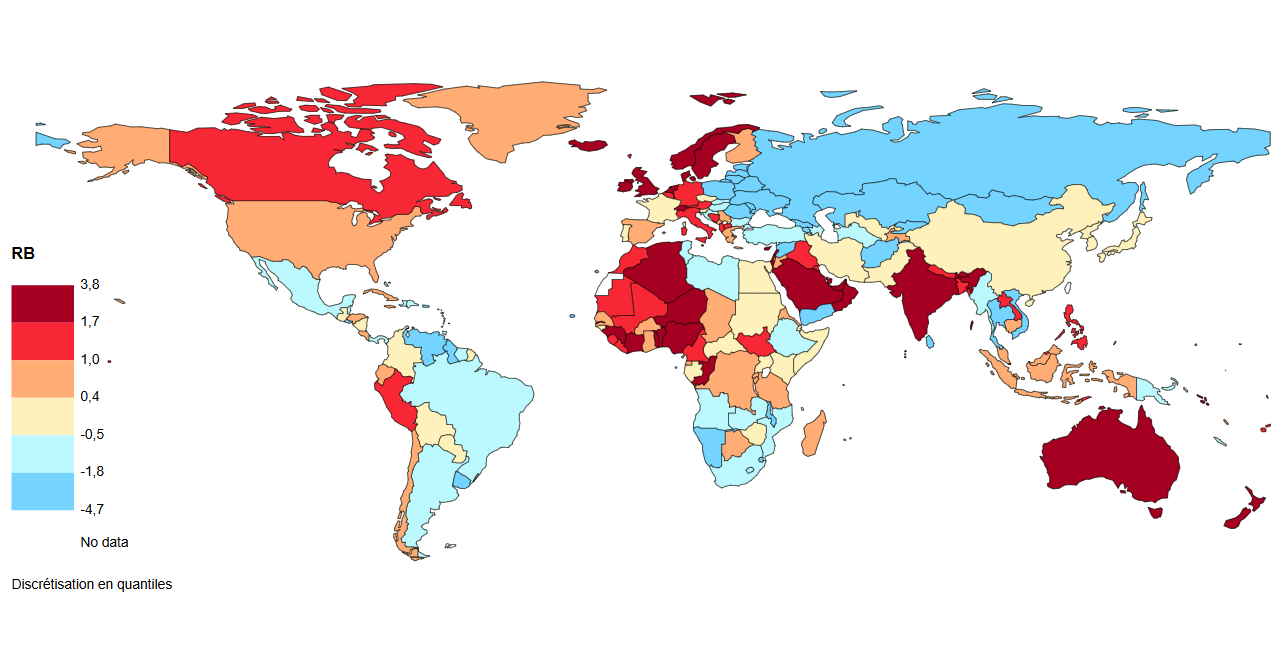 RB
3,8
1,7
1,0
0,4
-0,5
-1,8
-4,7
No data
Discrétisation en quantiles